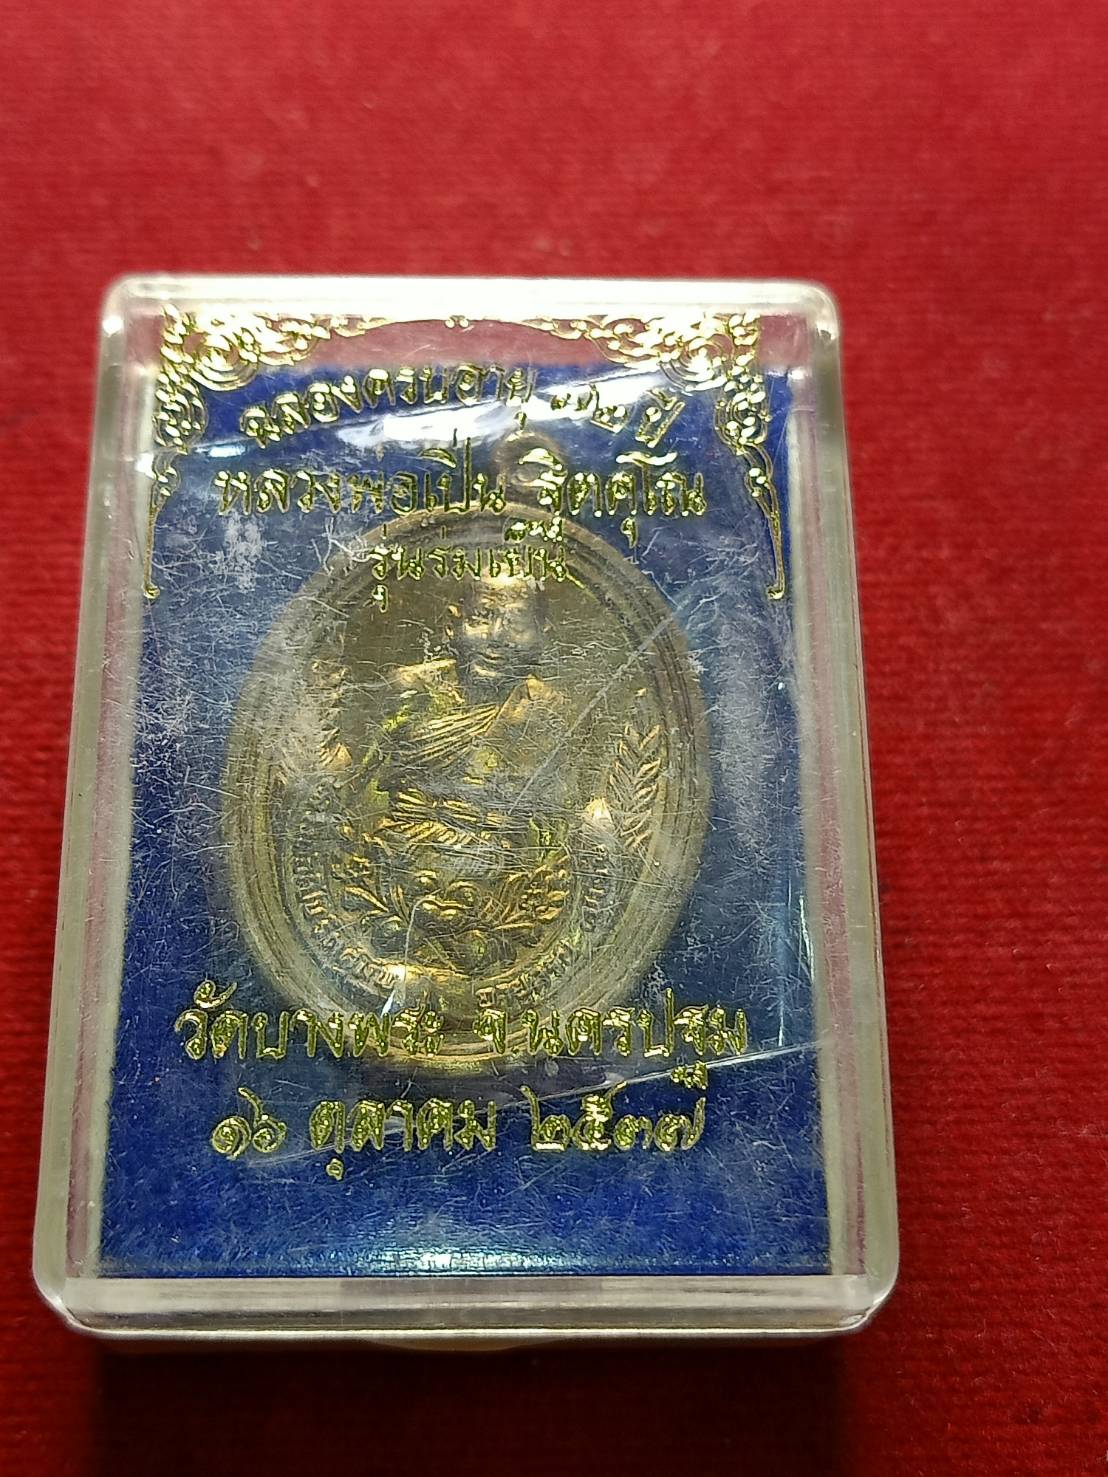 ฉลองครบอายุ ๗๒ ปี
หลวงพ่อเปิ่น ฐิตคุโณ
รุ่นร่มเย็น
วัดบางพระ จ.นครปฐม
๑๖ ตุลาคม ๒๕๓๗